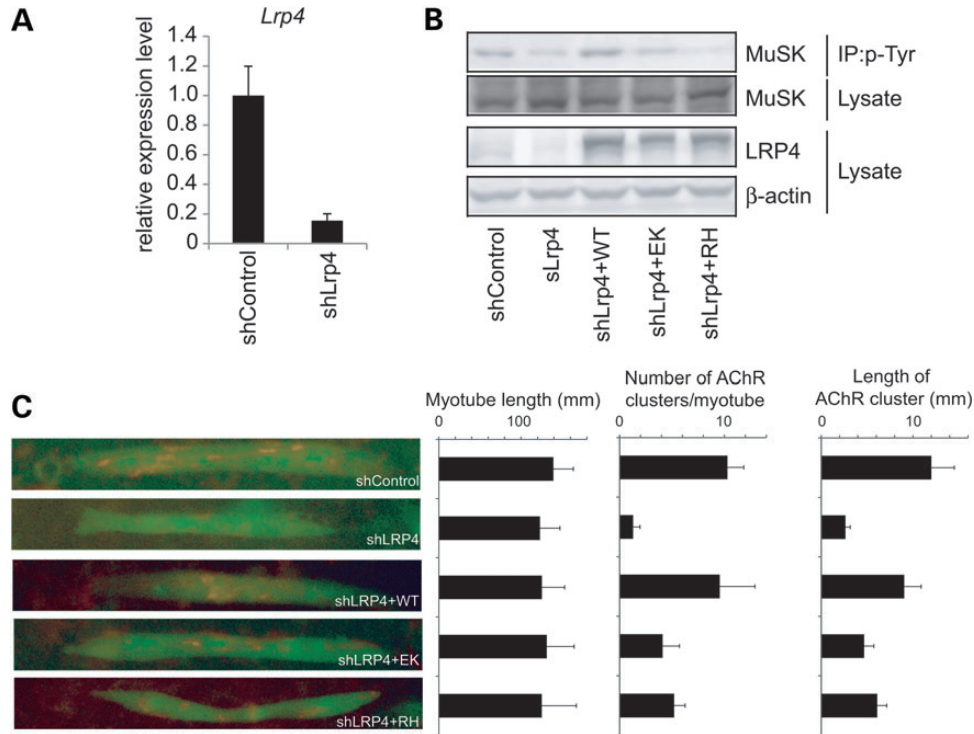 A
Lrp4
relative expression level
1.4
1.2
1.0
0.8
0.6
0.4
0.2
0
shControl
shLrp4
B
MuSK
IP:p-Tyr
MuSK
Lysate
LRP4
β-actin
Lysate
shControl
sLrp4
shLrp4+WT
shLrp4+EK
shLrp4+RH
C
shControl
shLRP4
shLRP4+WT
shLRP4+EK
shLRP4+RH
Myotube length (mm)
0 100
Number of AChR
clusters/myotube
0 10
Length of
AChR cluster (mm)
0 10